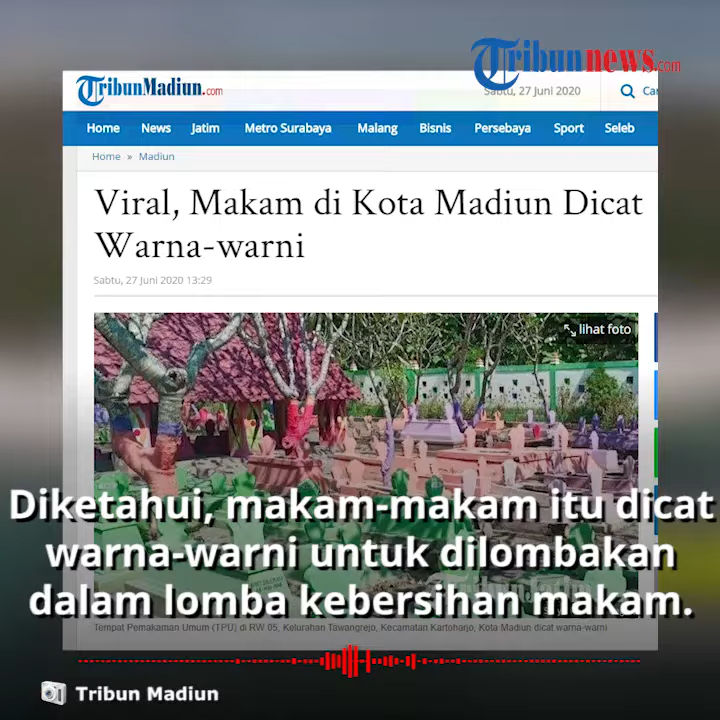 Tribunnews.com
TribunMadiun.com
Sabtu, 27 Juni 2020
Car
Home News Jatim Metro Surabaya Malang Bisnis Persebaya Sport Seleb
Home » Madiun
Viral, Makam di Kota Madiun Dicat
Warna-warni
Sabtu, 27 Juni 2020 13:29
lihat foto
Diketahui, makam-makam itu dicat
warna-warni untuk dilombakan
dalam lomba kebersihan makam.
Tempat Pemakaman Umum (TPU) di RW 05, Kelurahan Tawangrejo, Kecamatan Kartoharjo, Kota Madiun dicat warna-warni
Tribun Madiun